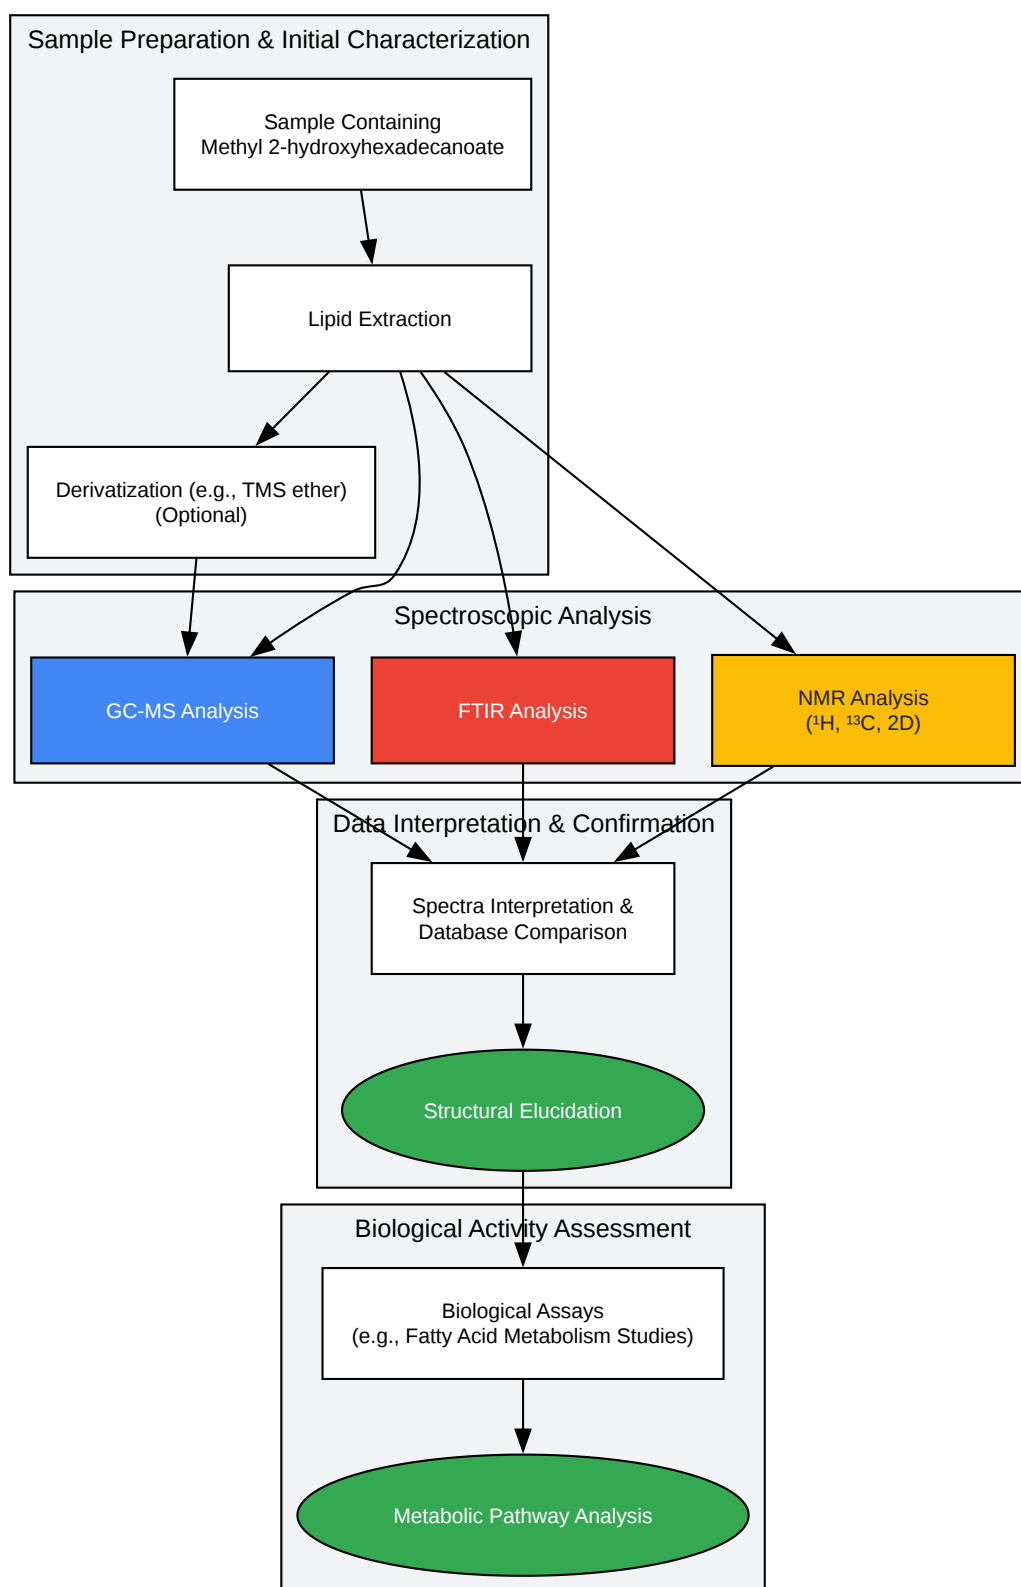 Sample Preparation & Initial Characterization
Sample Containing
Methyl 2-hydroxyhexadecanoate
Lipid Extraction
Derivatization (e.g., TMS ether)
(Optional)
Spectroscopic Analysis
GC-MS Analysis
FTIR Analysis
NMR Analysis
(¹H, ¹³C, 2D)
Data Interpretation & Confirmation
Spectra Interpretation &
Database Comparison
Structural Elucidation
Biological Activity Assessment
Biological Assays
(e.g., Fatty Acid Metabolism Studies)
Metabolic Pathway Analysis